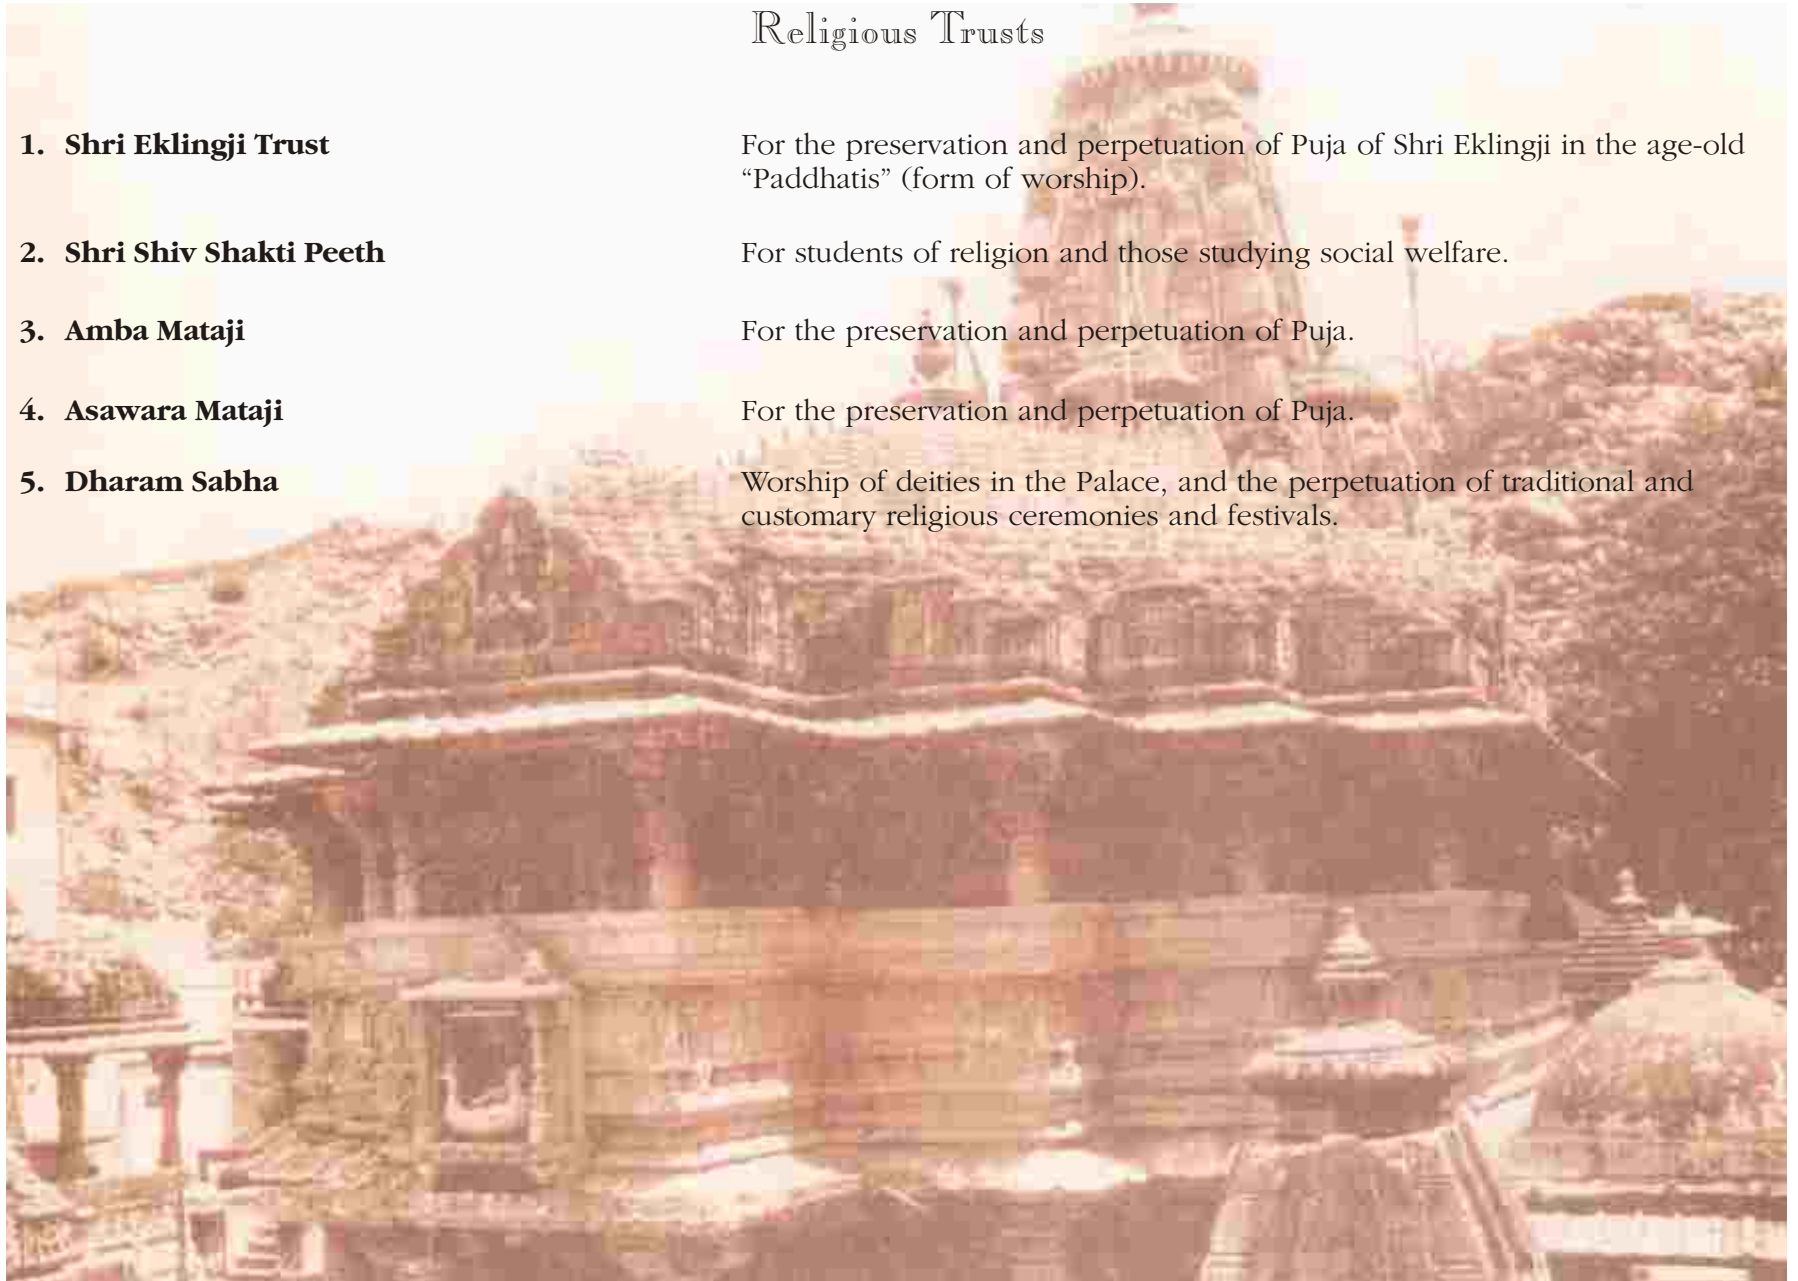 Religious Trusts
1. Shri Eklingji Trust
For the preservation and perpetuation of Puja of Shri Eklingji in the age-old
“Paddhatis” (form of worship).
2. Shri Shiv Shakti Peeth
For students of religion and those studying social welfare.
3. Amba Mataji
For the preservation and perpetuation of Puja.
4. Asawara Mataji
For the preservation and perpetuation of Puja.
5. Dharam Sabha
Worship of deities in the Palace, and the perpetuation of traditional and
customary religious ceremonies and festivals.